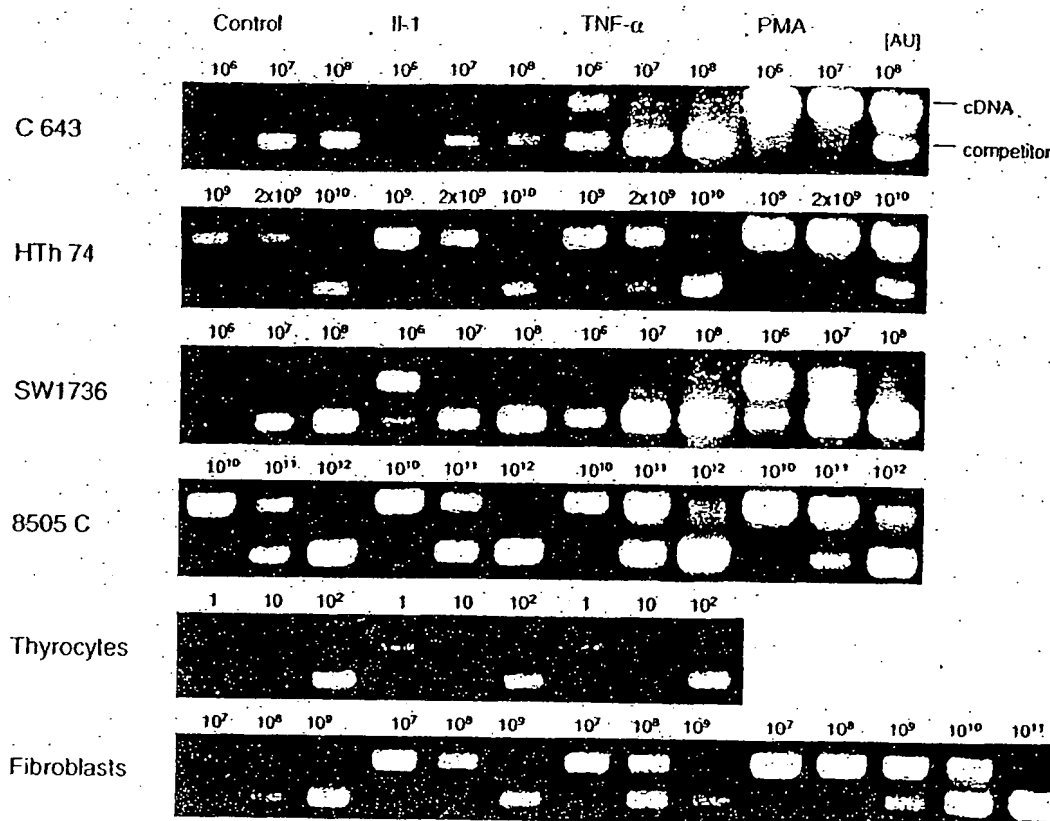 Control Il-1 TNF-α PMA [AU]
10⁶ 10⁷ 10⁸ 10⁶ 10⁷ 10⁸ 10⁶ 10⁷ 10⁸ 10⁶ 10⁷ 10⁸
C 643
cDNA
competitor
10⁹ 2x10⁹ 10¹⁰ 10⁹ 2x10⁹ 10¹⁰ 10⁹ 2x10⁹ 10¹⁰ 10⁹ 2x10⁹ 10¹⁰
HTh 74
10⁶ 10⁷ 10⁸ 10⁶ 10⁷ 10⁸ 10⁶ 10⁷ 10⁸ 10⁶ 10⁷ 10⁸
SW1736
10¹⁰ 10¹¹ 10¹² 10¹⁰ 10¹¹ 10¹² 10¹⁰ 10¹¹ 10¹² 10¹⁰ 10¹¹ 10¹²
8505 C
1 10 10² 1 10 10² 1 10 10²
Thyrocytes
10⁷ 10⁸ 10⁹ 10⁷ 10⁸ 10⁹ 10⁷ 10⁸ 10⁹ 10⁷ 10⁸ 10⁹ 10¹⁰ 10¹¹
Fibroblasts